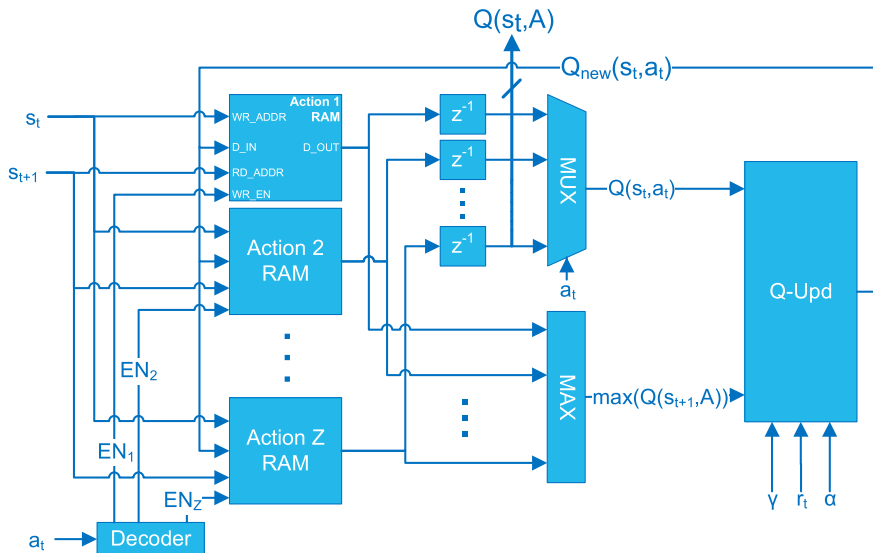 Q(st,A)
Qnew(st,at)
Action 1
RAM
WR_ADDR
D_IN
D_OUT
RD_ADDR
WR_EN
st
st+1
z-1
z-1
z-1
MUX
Q(st,at)
at
Action 2
RAM
Q-Upd
EN2
MAX
max(Q(st+1,A))
Action Z
RAM
EN1
ENZ
γ
rt
α
at
Decoder